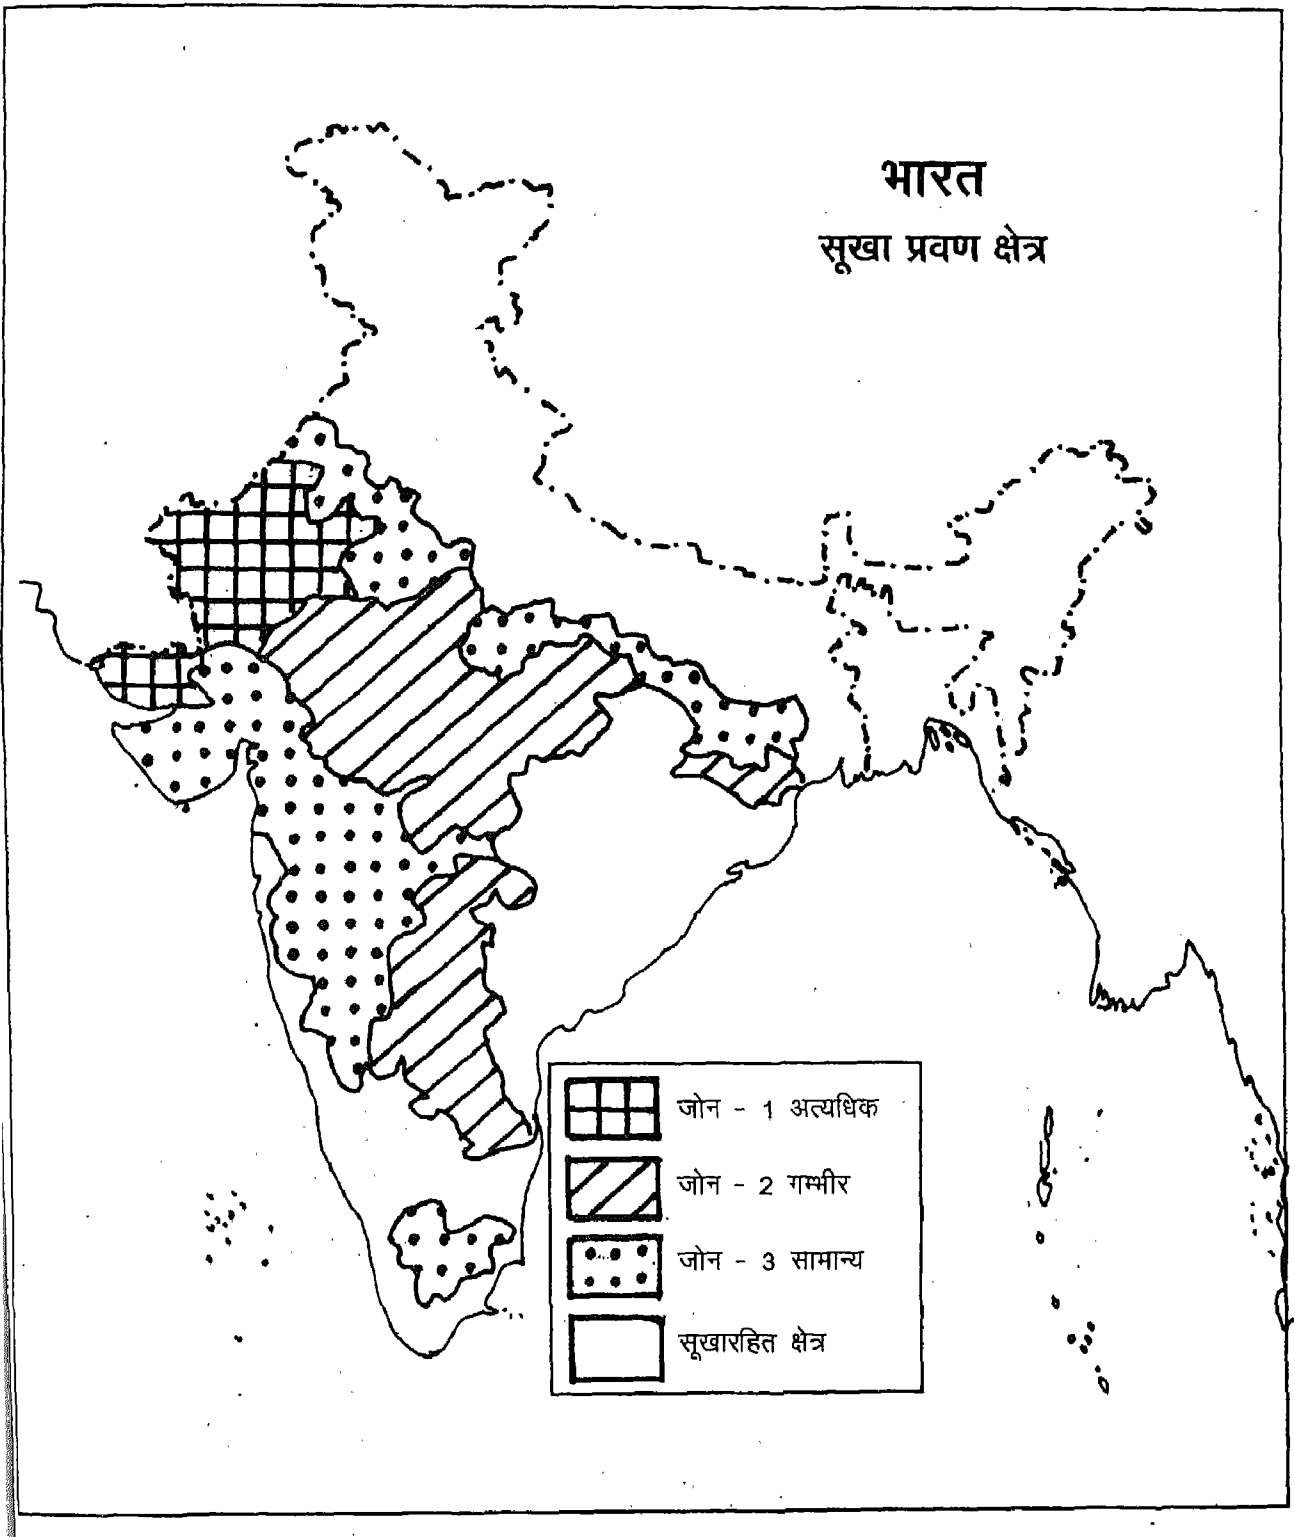 भारत
सूखा प्रवण क्षेत्र
जोन - 1 अत्यधिक
जोन - 2 गम्भीर
जोन - 3 सामान्य
सूखारहित क्षेत्र